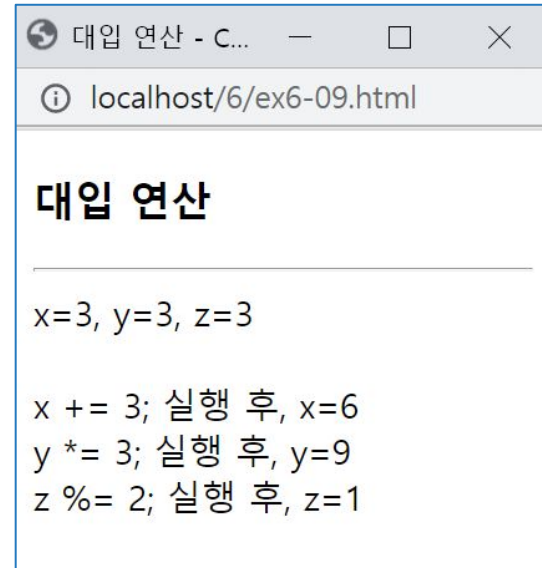 대입 연산 - C...
localhost/6/ex6-09.html
대입 연산
x=3, y=3, z=3
x += 3; 실행 후, x=6
y *= 3; 실행 후, y=9
z %= 2; 실행 후, z=1